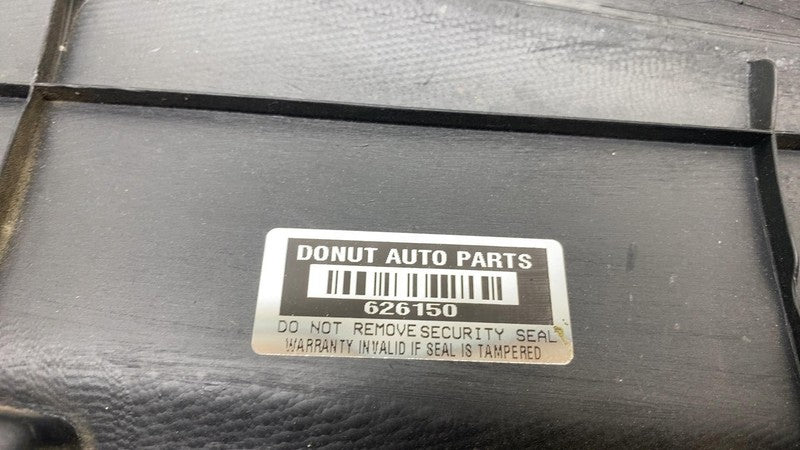 DONUT AUTO PARTS
626150
DO NOT REMOVE SECURITY SEAL
WARRANTY INVALID IF SEAL IS TAMPERED